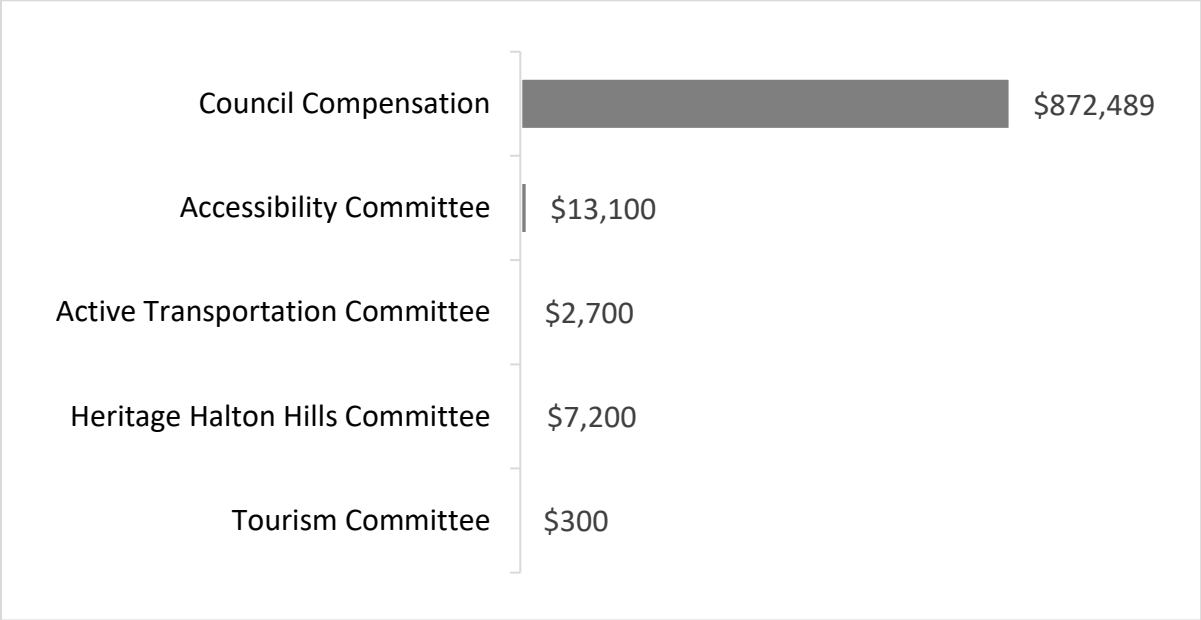 Council Compensation $872,489
Accessibility Committee $13,100
Active Transportation Committee $2,700
Heritage Halton Hills Committee $7,200
Tourism Committee $300